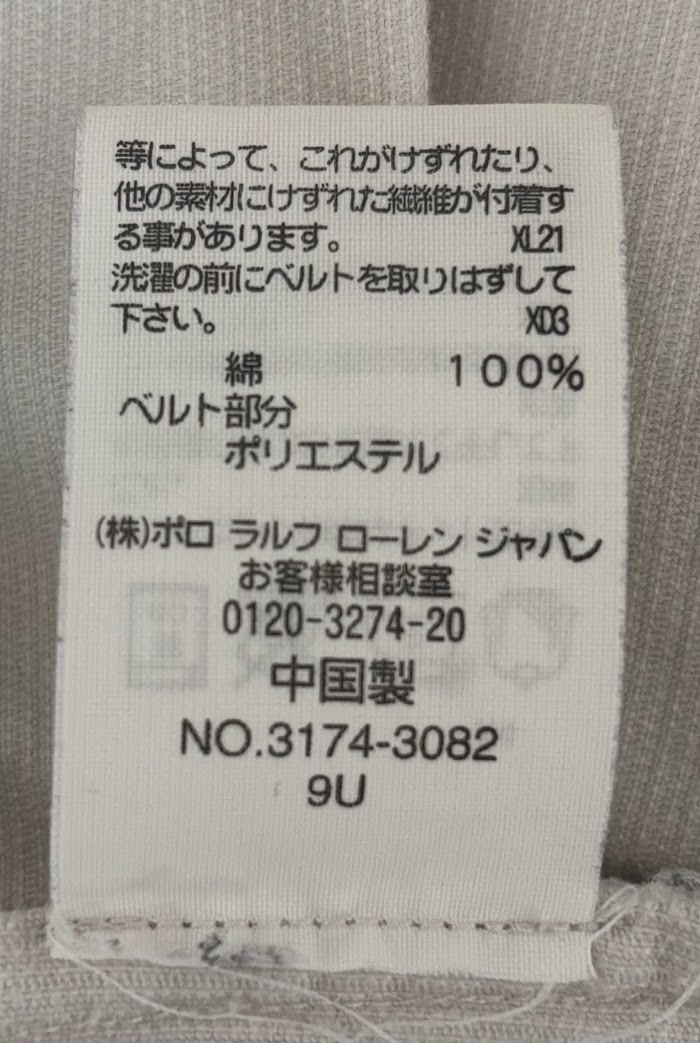 等によって、これがけずれたり、
他の素材にけずれた繊維が付着す
る事があります。 XL21
洗濯の前にベルトを取りはずして
下さい。 XD3
綿 100%
ベルト部分
ポリエステル
(株)ポロ ラルフ ローレン ジャパン
お客様相談室
0120-3274-20
中国製
NO.3174-3082
9U